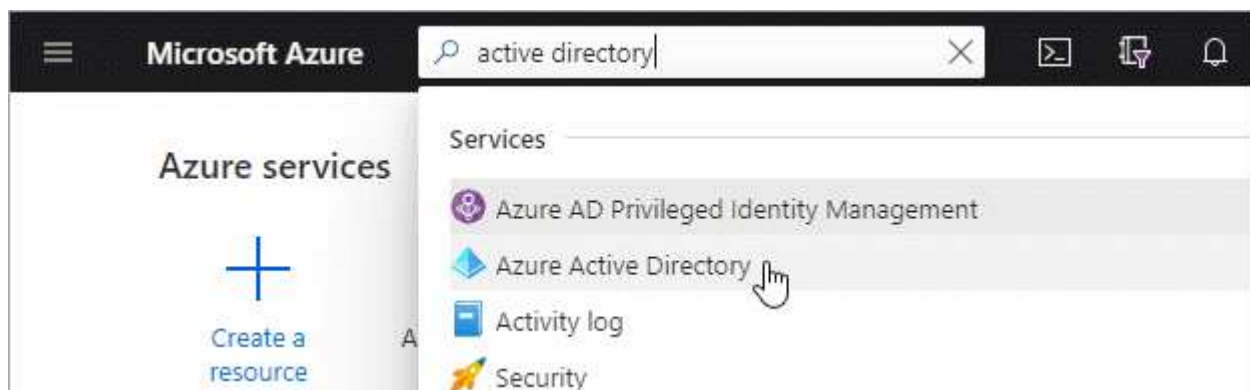 Microsoft Azure
active directory
Azure services
Services
Azure AD Privileged Identity Management
Azure Active Directory
Activity log
Security
Create a
resource
A